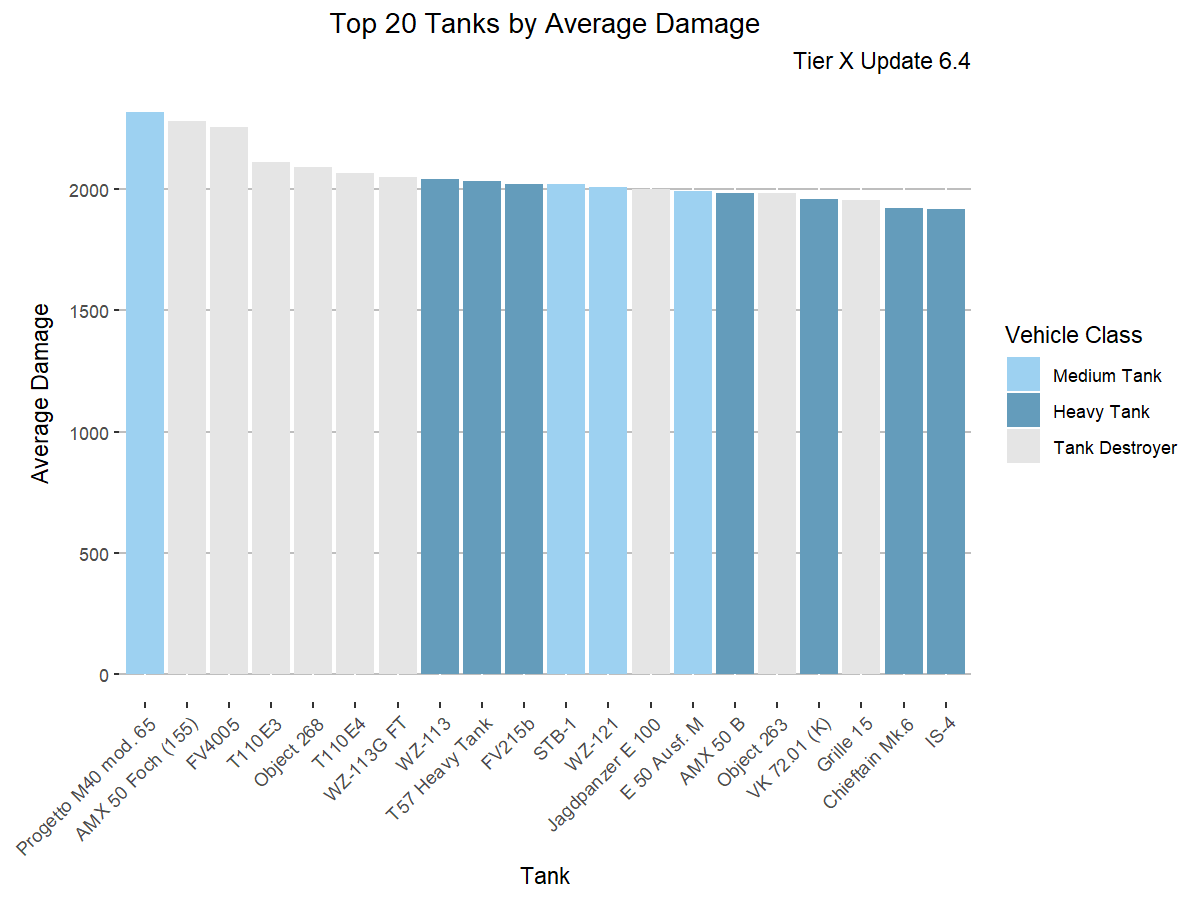 Top 20 Tanks by Average Damage
Tier X Update 6.4
Average Damage
2000
1500
1000
500
0
Progetto M40 mod. 65
AMX 50 Foch (155)
FV4005
T110E3
Object 268
T110E4
WZ-113G FT
WZ-113
T57 Heavy Tank
FV215b
STB-1
WZ-121
Jagdpanzer E 100
E 50 Ausf. M
AMX 50 B
Object 263
VK 72.01 (K)
Grille 15
Chieftain Mk.6
IS-4
Tank
Vehicle Class
Medium Tank
Heavy Tank
Tank Destroyer